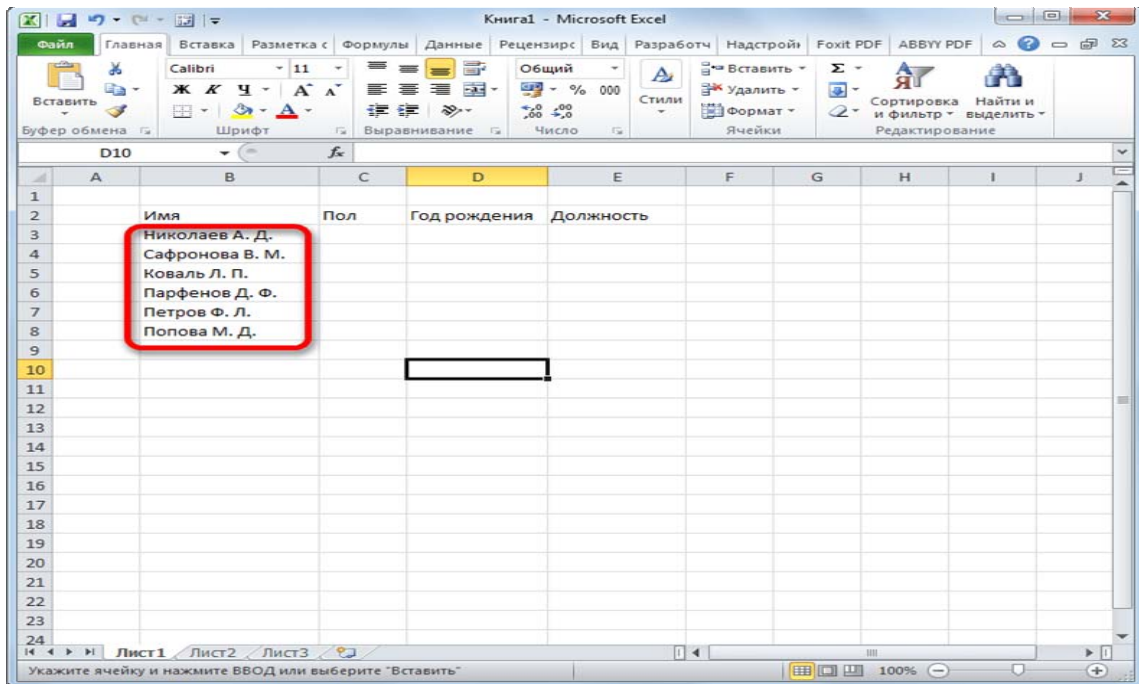 Книга1 - Microsoft Excel
Файл Главная Вставка Разметка с Формулы Данные Рецензирс Вид Разработч Надстройн Foxit PDF ABBYY PDF
Вставить
Calibri 11
Ж К Ч
Общий
% 000
Стили
Вставить
Удалить
Формат
Σ
Сортировка и фильтр
Найти и выделить
Буфер обмена Шрифт Выравнивание Число Ячейки Редактирование
D10 fx
A B C D E F G H I J
1
2 Имя Пол Год рождения Должность
3 Николаев А. Д.
4 Сафронова В. М.
5 Коваль Л. П.
6 Парфенов Д. Ф.
7 Петров Ф. Л.
8 Попова М. Д.
9
10
11
12
13
14
15
16
17
18
19
20
21
22
23
24
Лист1 Лист2 Лист3
Укажите ячейку и нажмите ВВОД или выберите "Вставить" 100%